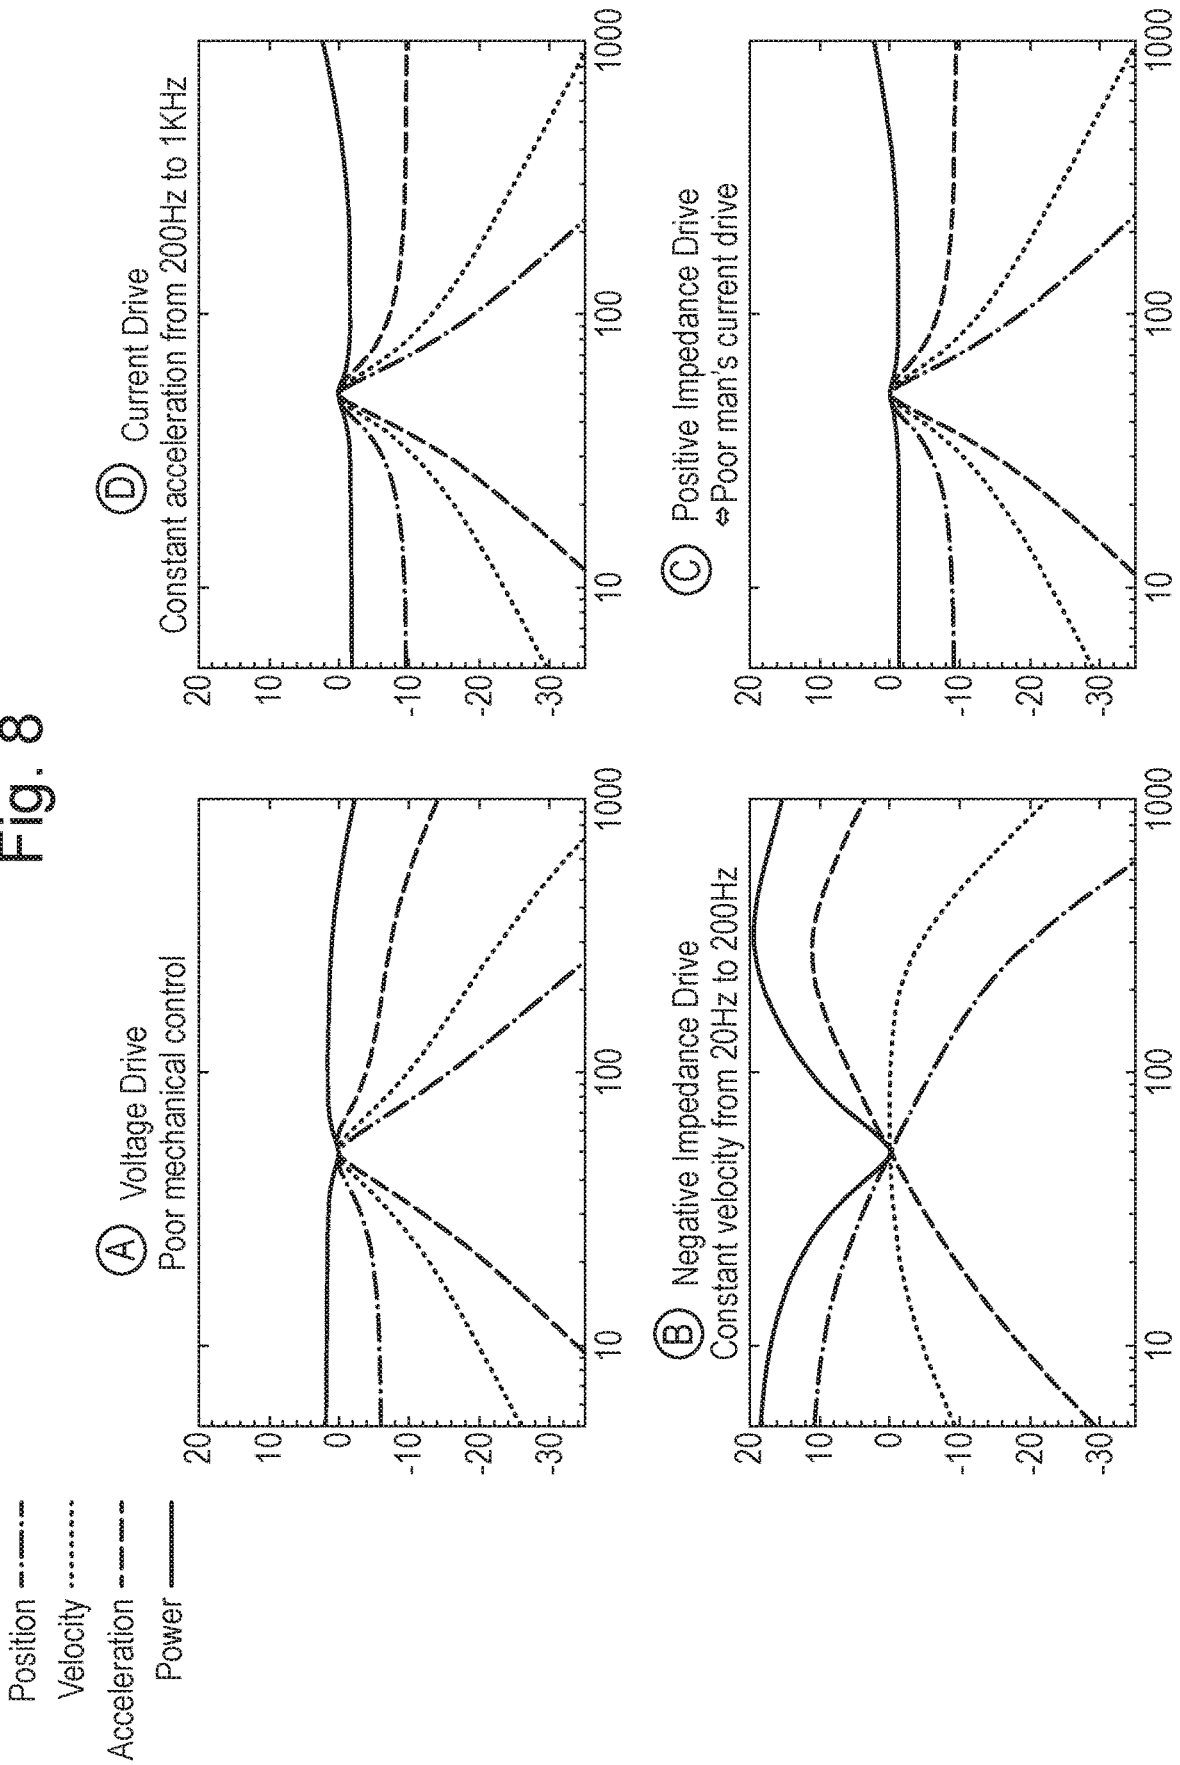 Fig. 8
Position
Velocity
Acceleration
Power
A Voltage Drive
Poor mechanical control
20
10
0
-10
-20
-30
10
100
1000
D Current Drive
Constant acceleration from 200Hz to 1KHz
20
10
0
-10
-20
-30
10
100
1000
B Negative Impedance Drive
Constant velocity from 20Hz to 200Hz
20
10
0
-10
-20
-30
10
100
1000
C Positive Impedance Drive
⇔Poor man's current drive
20
10
0
-10
-20
-30
10
100
1000